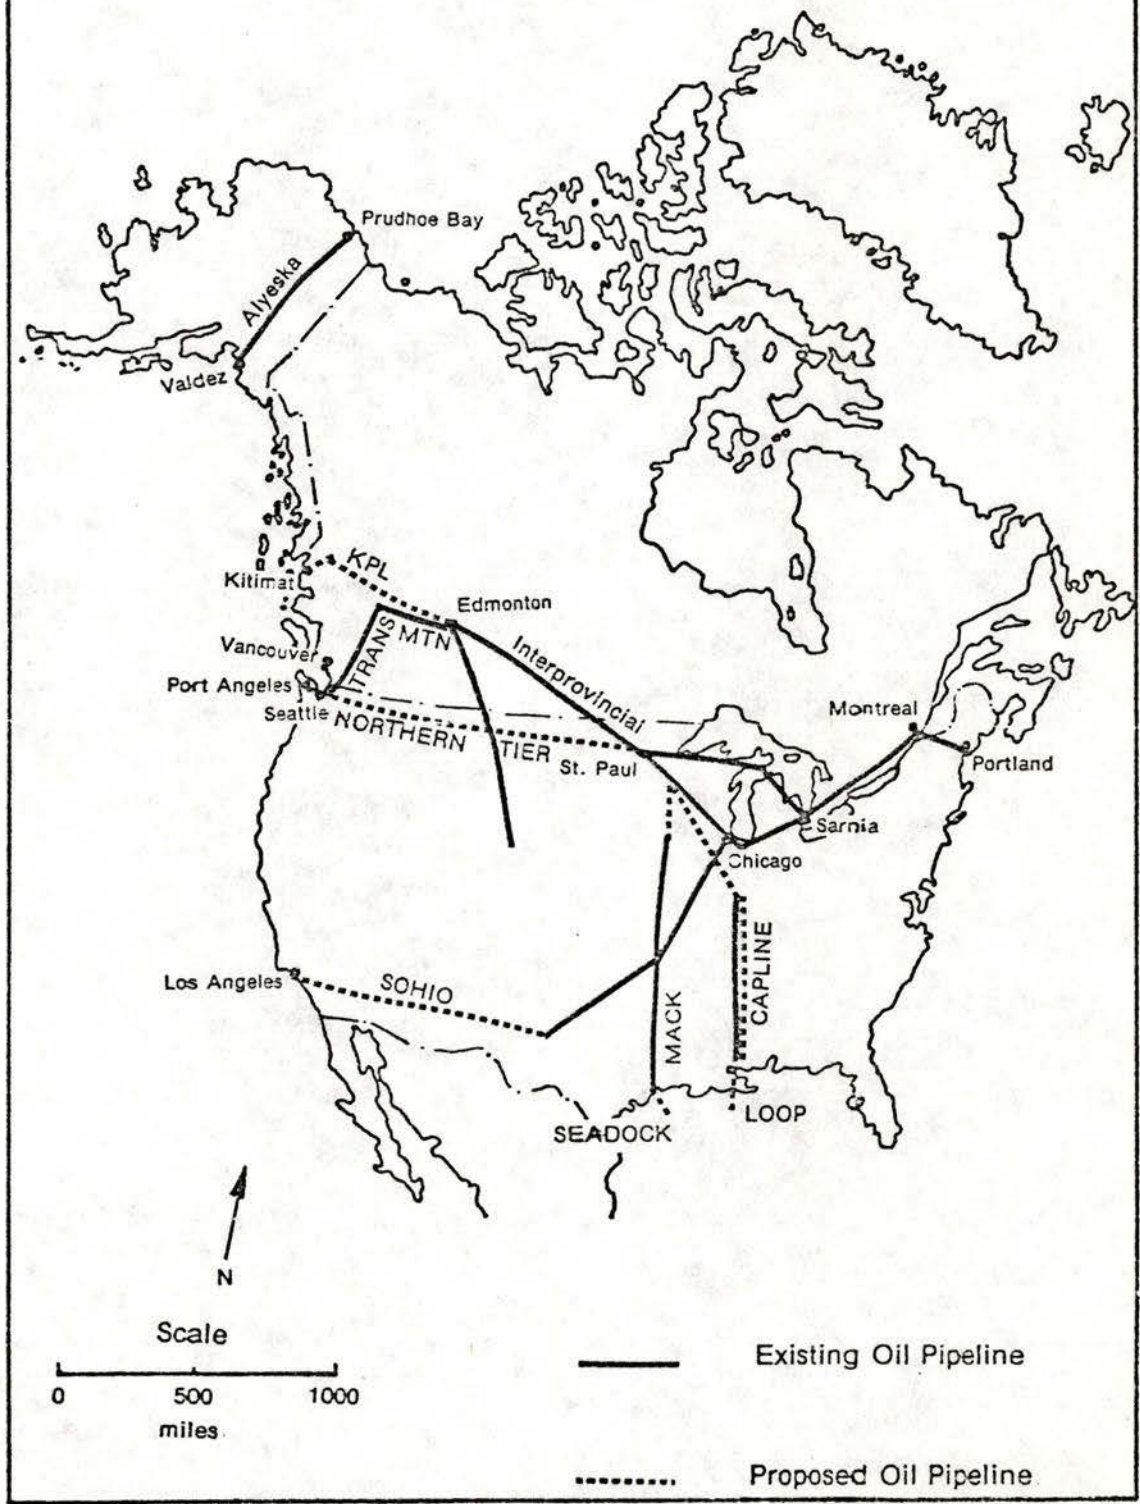 Prudhoe Bay
Alyeska
Valdez
KPL
Kitimat
Edmonton
TRANS
MTN
Vancouver
Interprovincial
Port Angeles
Seattle
NORTHERN
TIER
St. Paul
Montreal
Portland
Sarnia
Chicago
Los Angeles
SOHIO
MACK
CAPLINE
LOOP
SEADOCK
N
Scale
0 500 1000
miles
Existing Oil Pipeline
Proposed Oil Pipeline